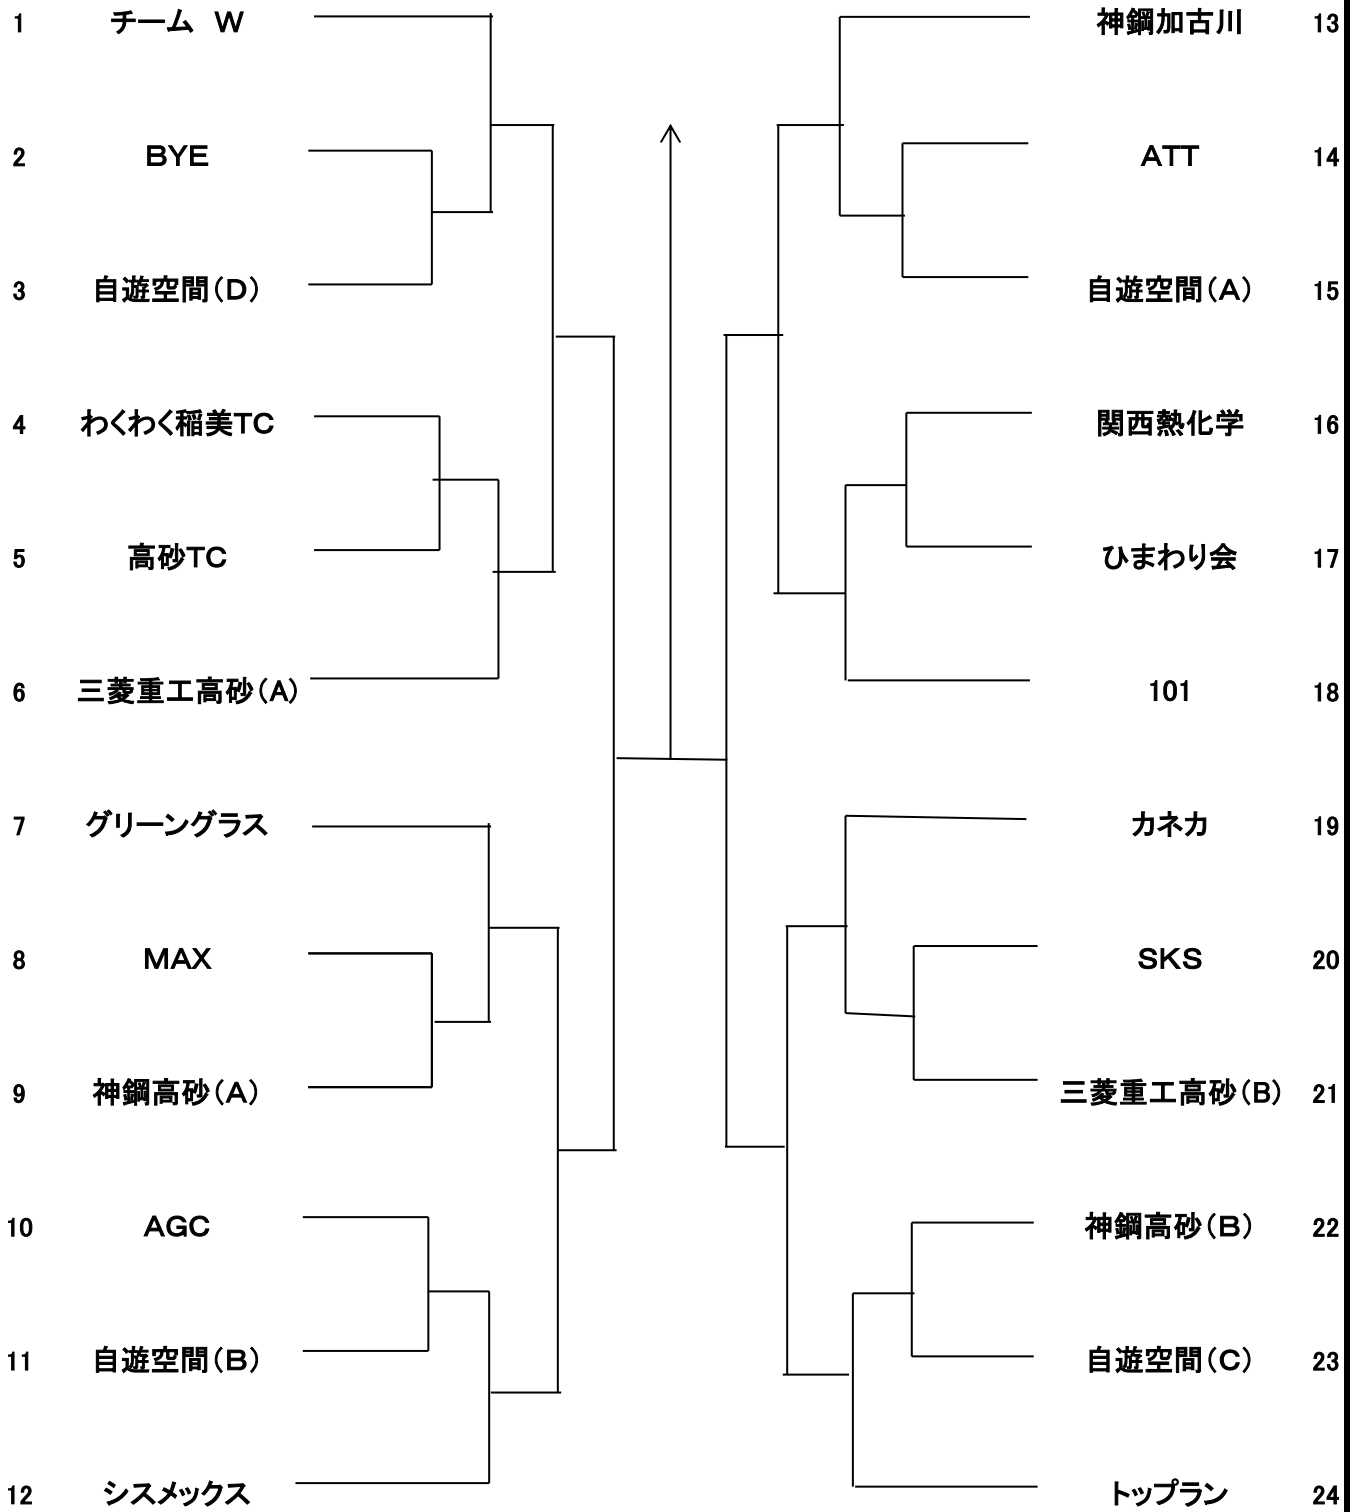 1 チーム W
2 BYE
3 自遊空間(D)
4 わくわく稲美TC
5 高砂TC
6 三菱重工高砂(A)
7 グリーングラス
8 MAX
9 神鋼高砂(A)
10 AGC
11 自遊空間(B)
12 シスメックス
神鋼加古川 13
ATT 14
自遊空間(A) 15
関西熱化学 16
ひまわり会 17
101 18
カネカ 19
SKS 20
三菱重工高砂(B) 21
神鋼高砂(B) 22
自遊空間(C) 23
トップラン 24